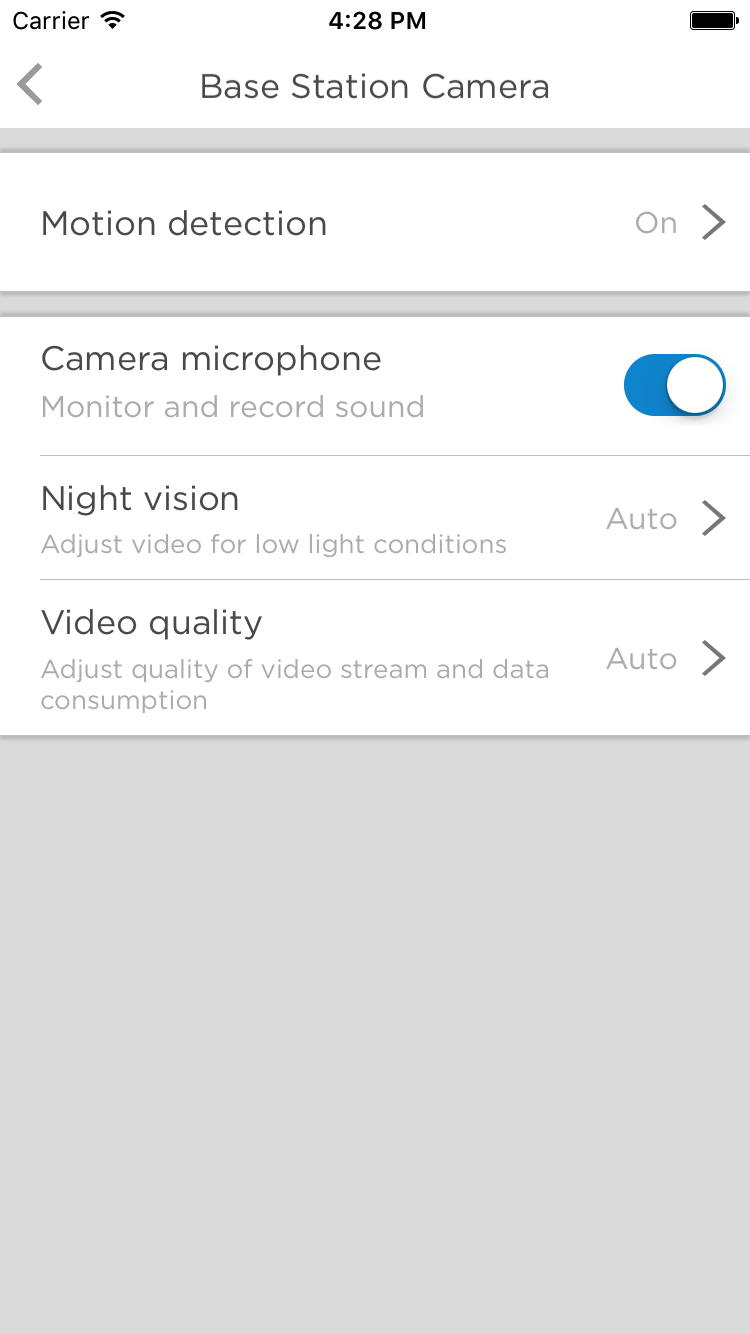 Carrier 4:28 PM
Base Station Camera
Motion detection On
Camera microphone
Monitor and record sound
Night vision
Auto
Adjust video for low light conditions
Video quality
Auto
Adjust quality of video stream and data
consumption